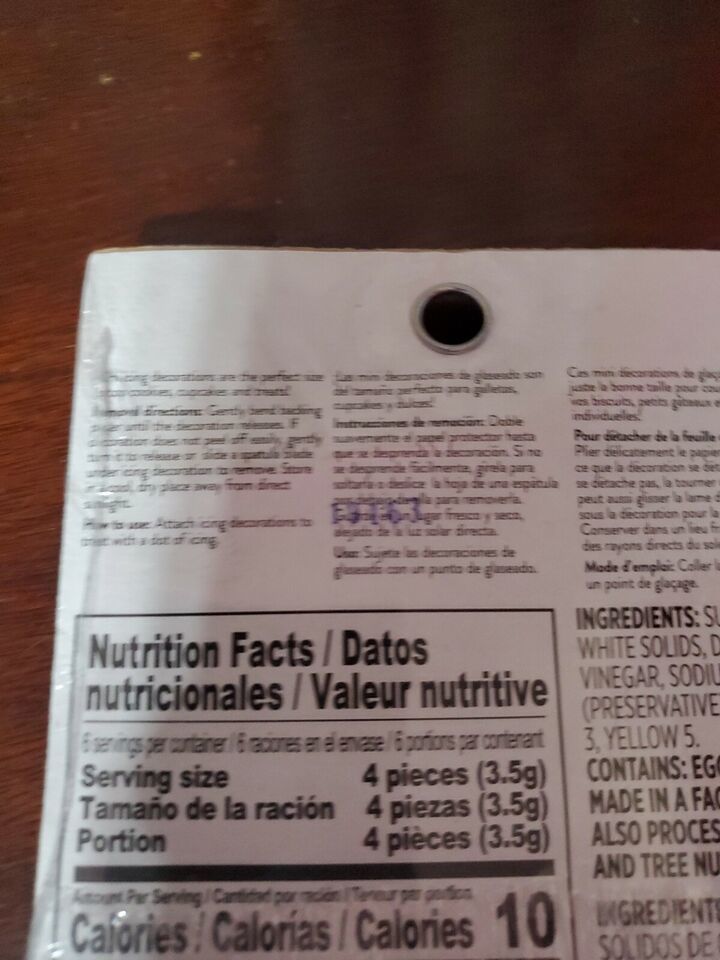 icing decorations are the perfect size
cookies, cupcakes and treats!
Removal directions: Gently bend backing
paper until the decoration releases. If
decoration does not peel off easily, gently
turn it to release or slide a spatula blade
under icing decoration to remove. Store
in a cool, dry place away from direct
sunlight.
How to use: Attach icing decorations to
treat with a dot of icing.
Las mini decoraciones de glaseado son
del tamaño perfecto para galletas,
cupcakes y dulces!
Instrucciones de remoción: Doble
suavemente el papel protector hasta
que se desprenda la decoración. Si no
se desprende fácilmente, gírela para
soltarla o deslice la hoja de una espátula
por debajo de ella para removerla.
lugar fresco y seco,
alejado de la luz solar directa.
Uso: Sujete las decoraciones de
glaseado con un punto de glaseado.
Ces mini décorations de glaç
juste la bonne taille pour
vos biscuits, petits gâteaux
individuelles!
Pour détacher de la feuille
Plier délicatement le papier
ce que la décoration se dé
se détache pas, la tourner
peut aussi glisser la lame
sous la décoration pour la
Conserver dans un lieu f
des rayons directs du sol
Mode d'emploi: Coller l
un point de glaçage.
Nutrition Facts / Datos
nutricionales / Valeur nutritive
6 servings per container / 6 raciones en el envase / 6 portions par contenant
Serving size 4 pieces (3.5g)
Tamaño de la ración 4 piezas (3.5g)
Portion 4 pièces (3.5g)
Amount Per Serving / Cantidad por ración / Teneur par portion
Calories / Calorías / Calories 10
INGREDIENTS: SU
WHITE SOLIDS, D
VINEGAR, SODIU
(PRESERVATIVE
3, YELLOW 5.
CONTAINS: EGG
MADE IN A FAC
ALSO PROCES
AND TREE NU
INGREDIENT
SOLIDOS DE